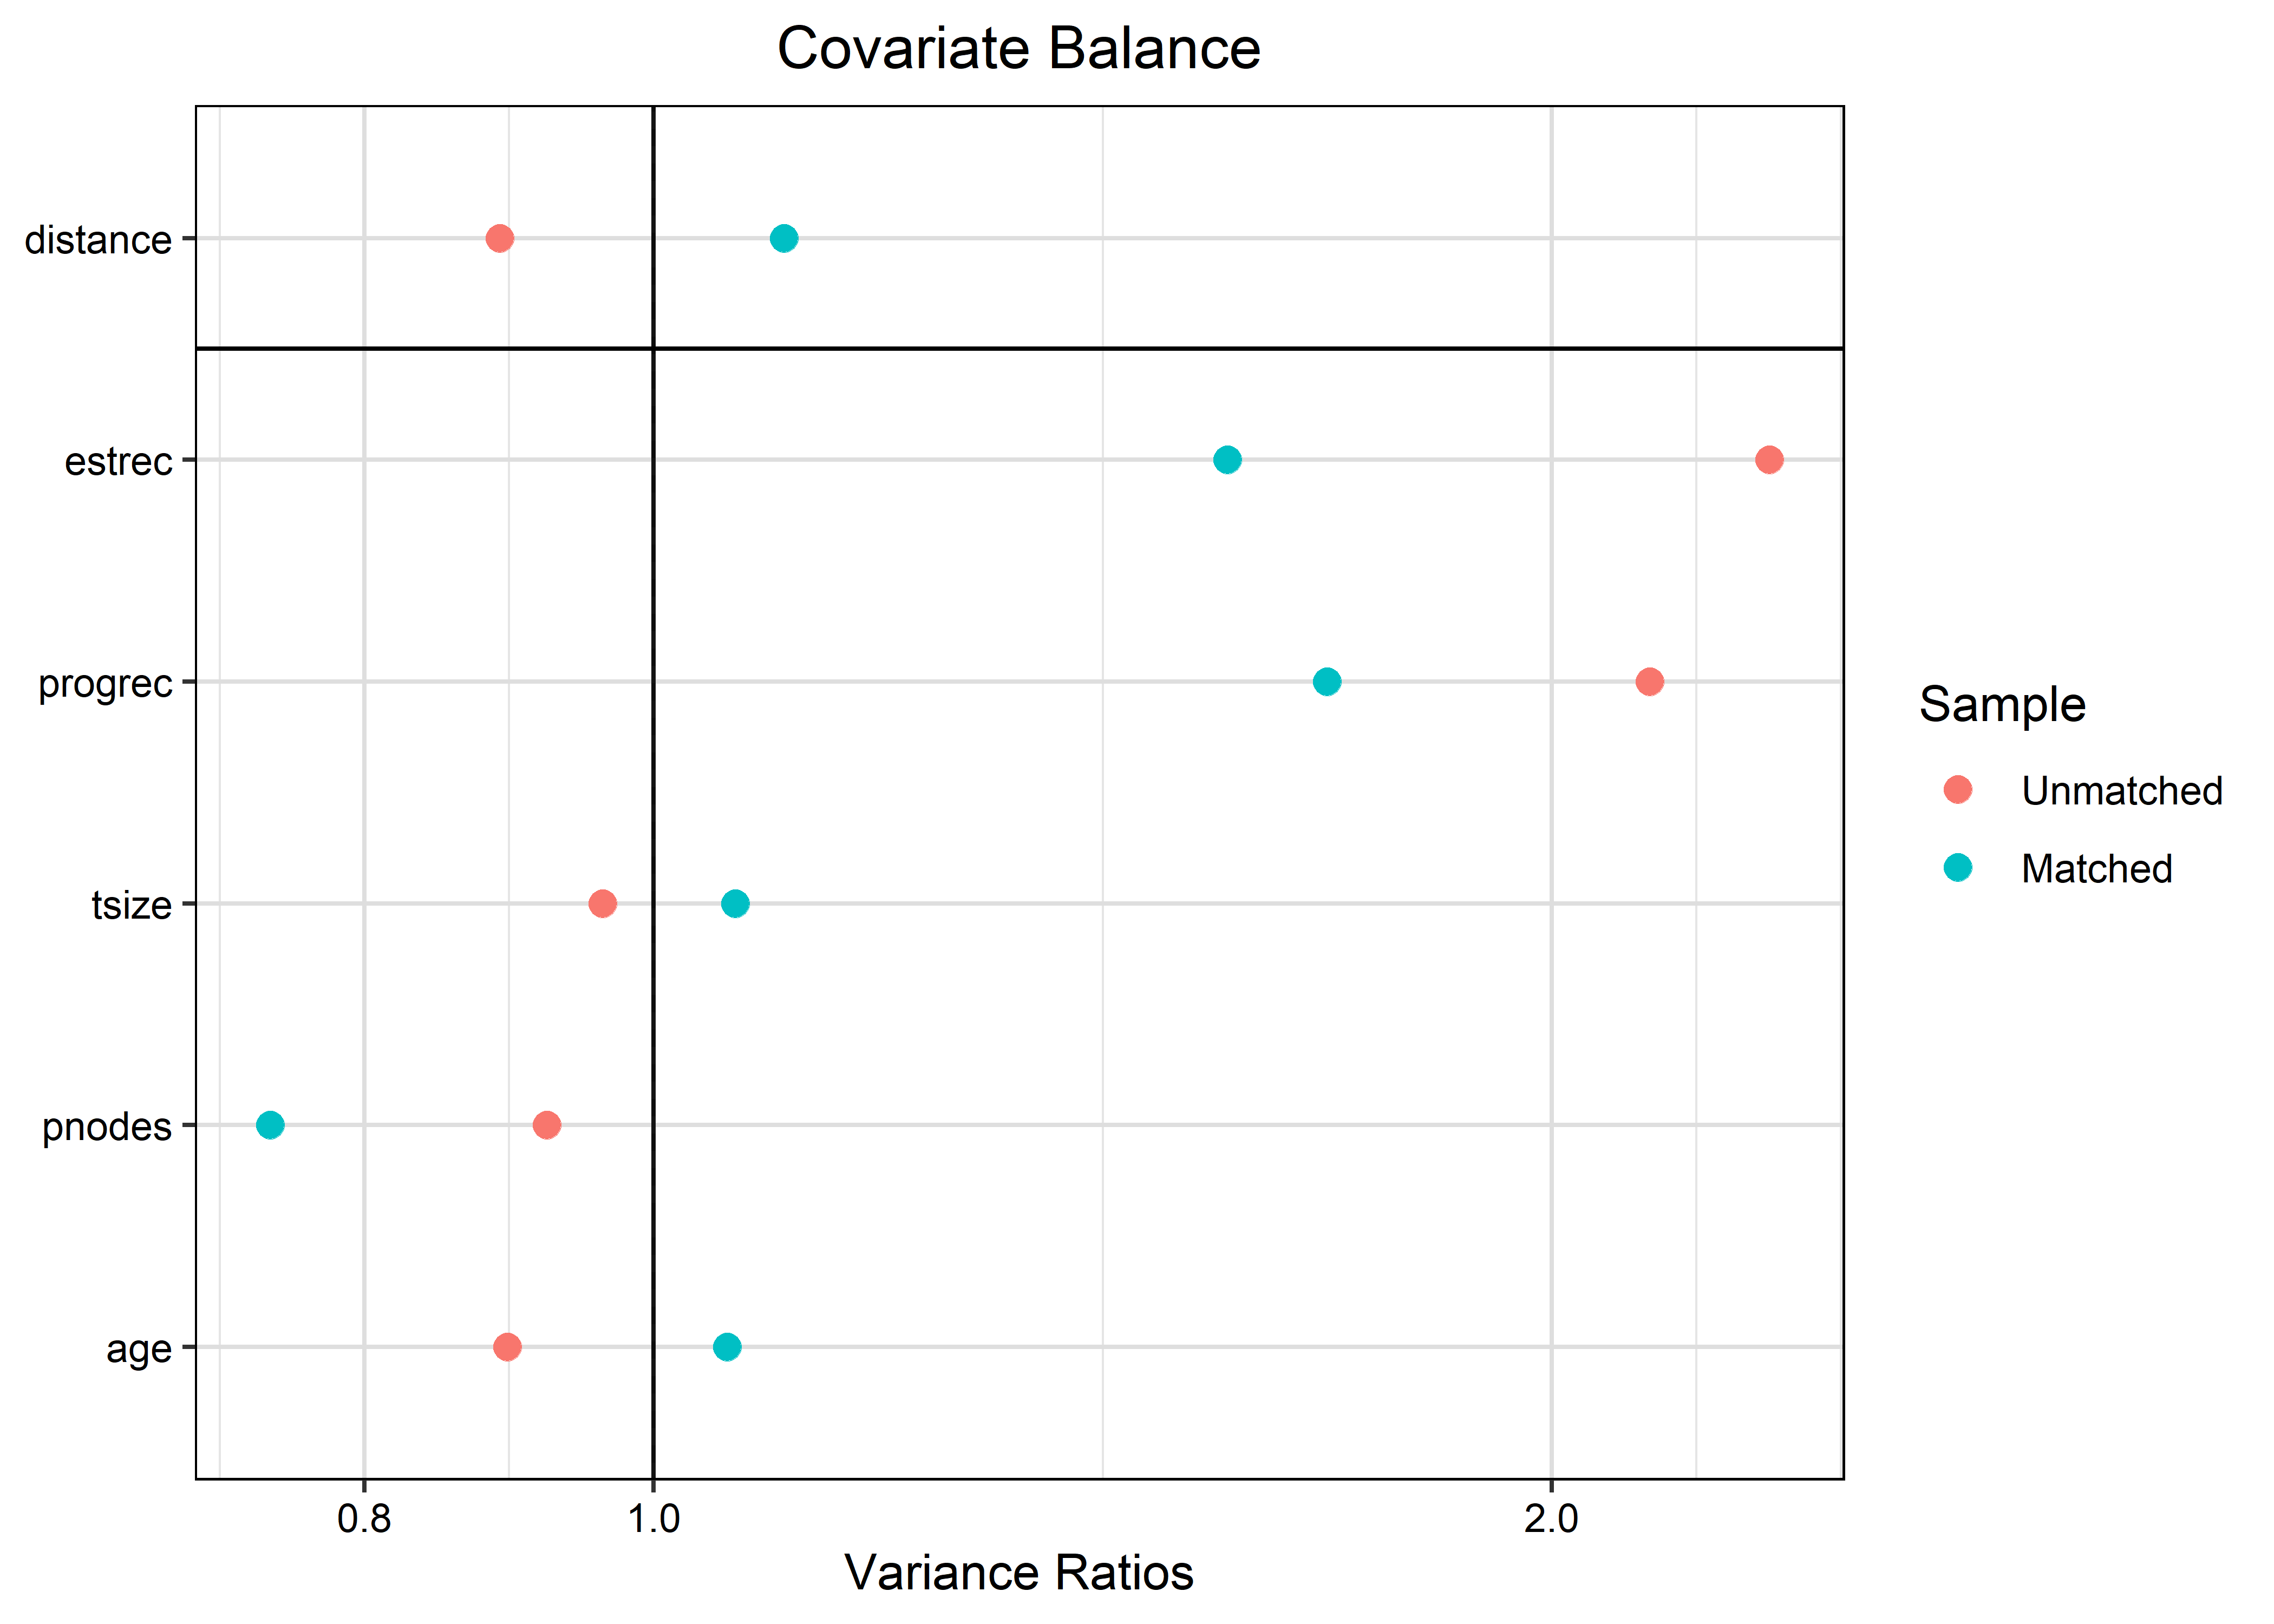 Covariate Balance
distance
estrec
progrec
tsize
pnodes
age
0.8 1.0 2.0
Variance Ratios
Sample
Unmatched
Matched